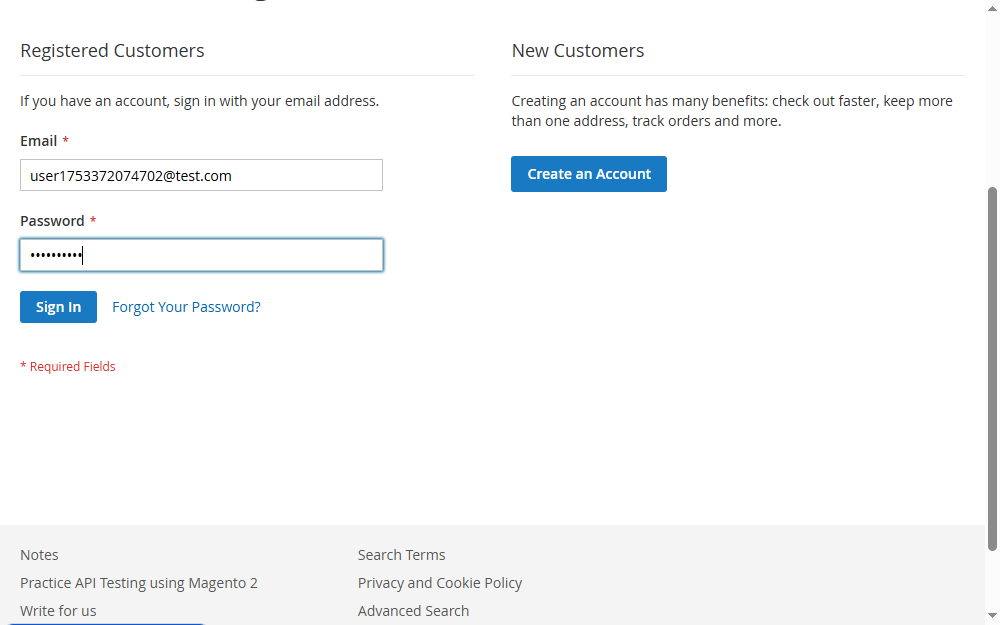 Registered Customers
If you have an account, sign in with your email address.
Email *
user1753372074702@test.com
Password *
••••••••••
Sign In
Forgot Your Password?
* Required Fields
New Customers
Creating an account has many benefits: check out faster, keep more
than one address, track orders and more.
Create an Account
Notes
Practice API Testing using Magento 2
Write for us
Search Terms
Privacy and Cookie Policy
Advanced Search